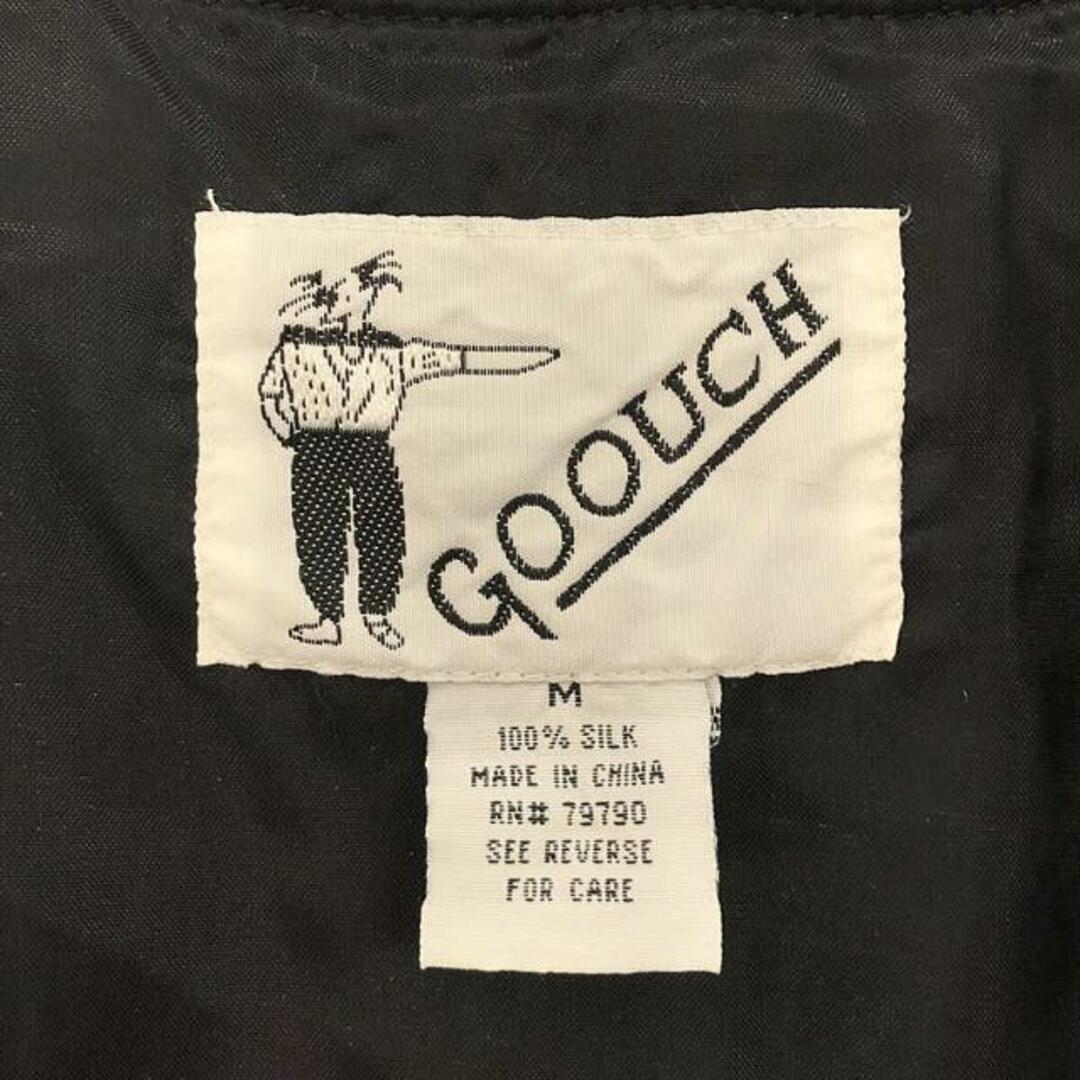 GOOUCH
M
100% SILK
MADE IN CHINA
RN# 79790
SEE REVERSE
FOR CARE